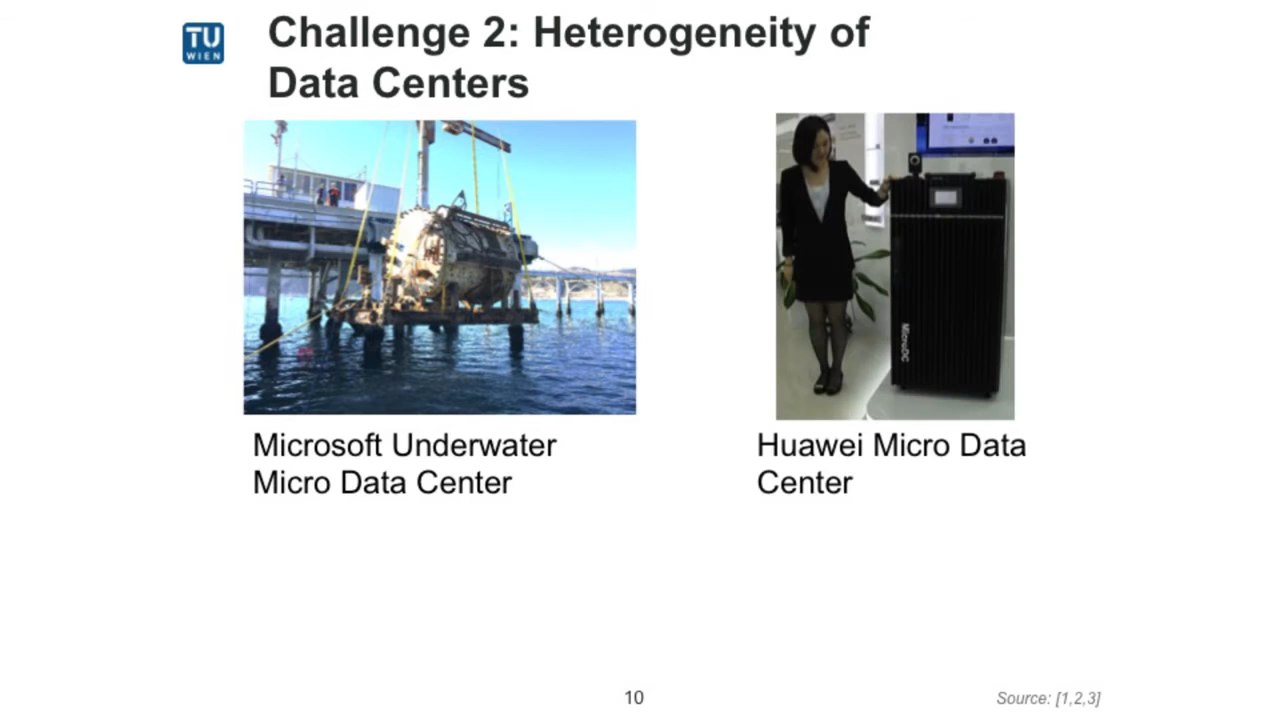 TU
WIEN
Challenge 2: Heterogeneity of
Data Centers
MicroDC
Microsoft Underwater
Micro Data Center
Huawei Micro Data
Center
10
Source: [1,2,3]